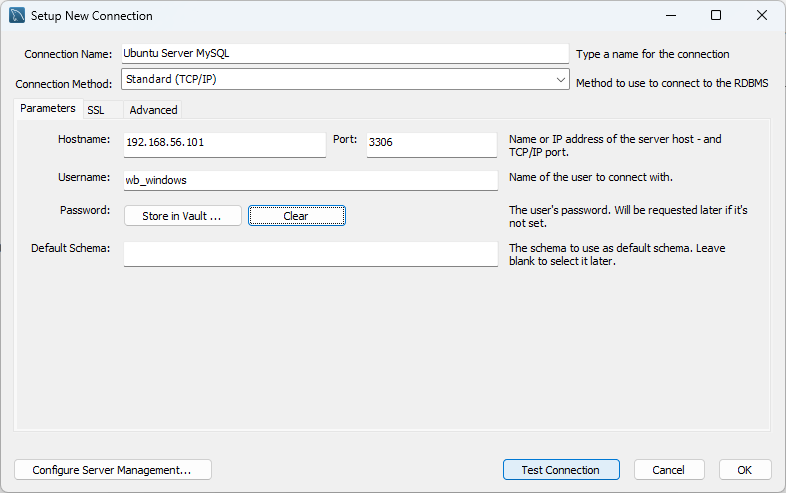 Setup New Connection
Connection Name: Ubuntu Server MySQL Type a name for the connection
Connection Method: Standard (TCP/IP) Method to use to connect to the RDBMS
Parameters SSL Advanced
Hostname: 192.168.56.101 Port: 3306 Name or IP address of the server host - and
TCP/IP port.
Username: wb_windows Name of the user to connect with.
Password: Store in Vault ... Clear The user's password. Will be requested later if it's
not set.
Default Schema: The schema to use as default schema. Leave
blank to select it later.
Configure Server Management... Test Connection Cancel OK